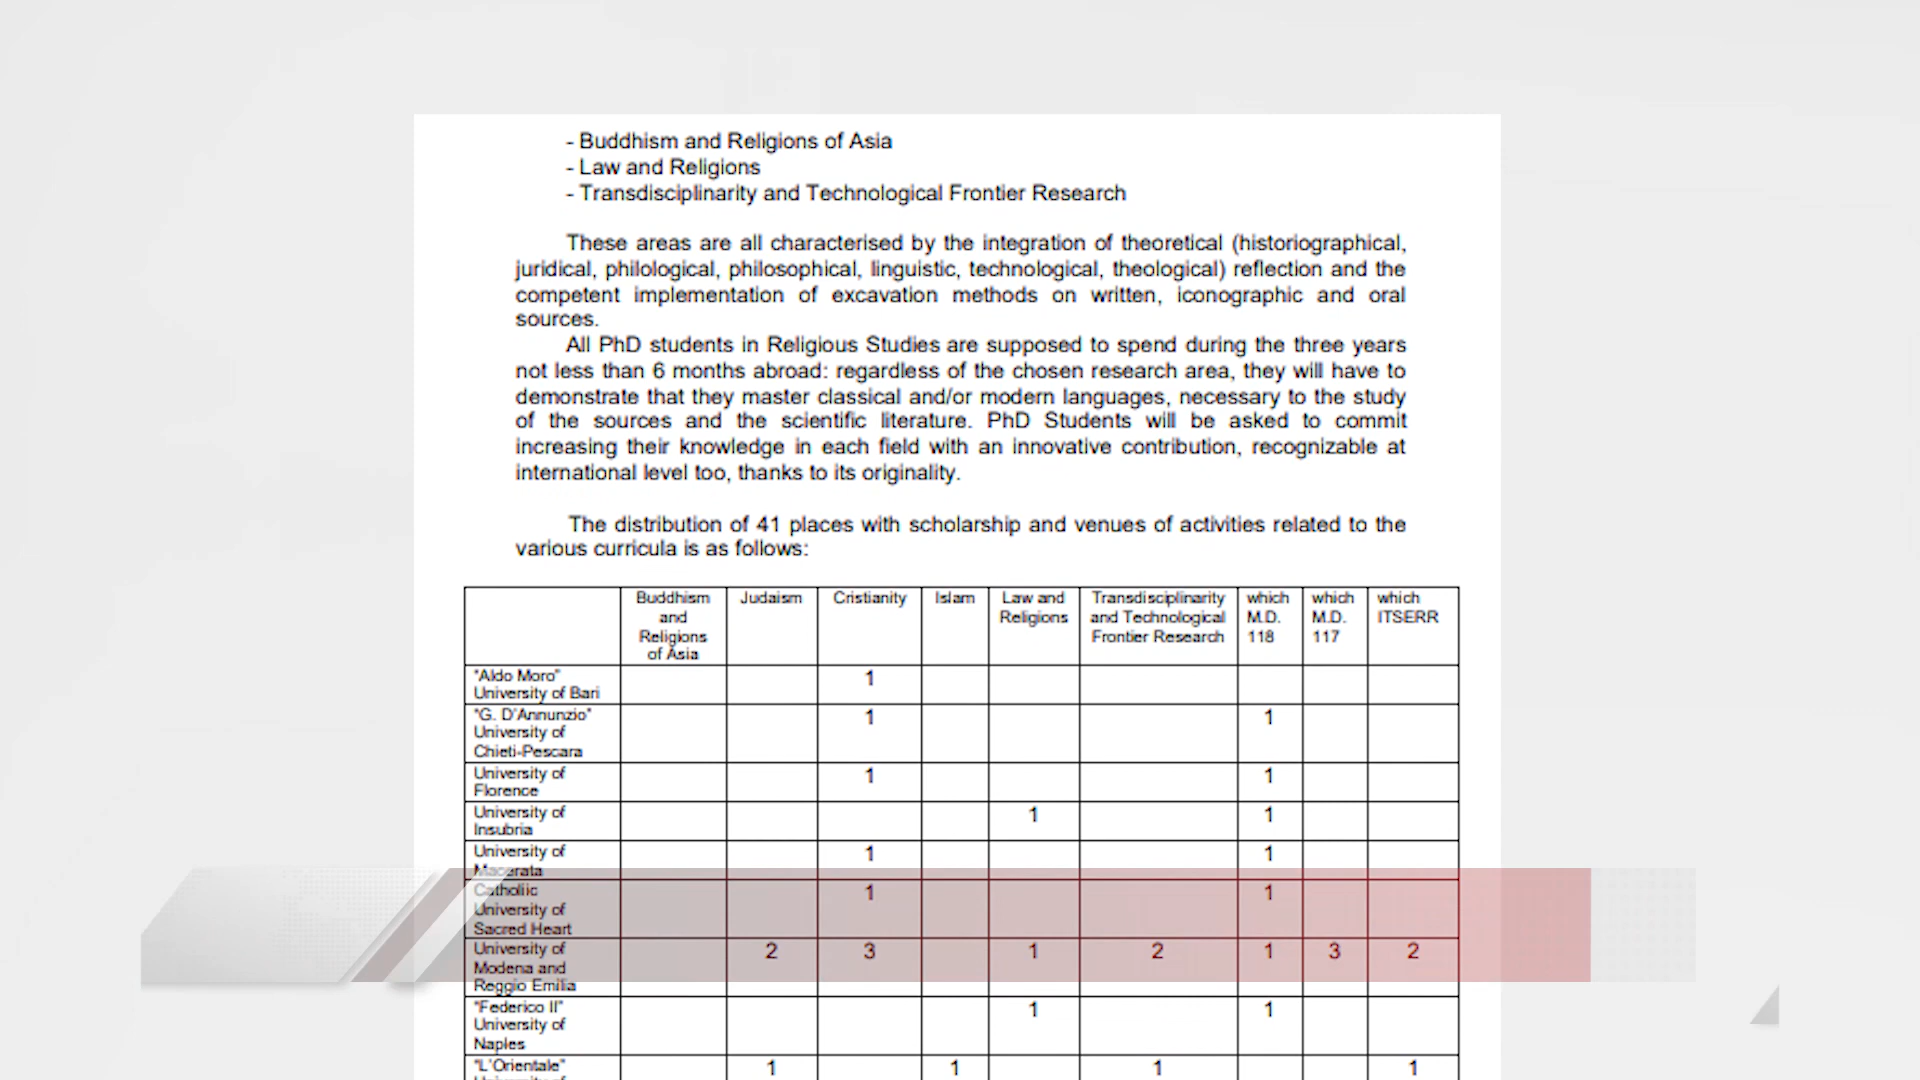 - Buddhism and Religions of Asia
- Law and Religions
- Transdisciplinarity and Technological Frontier Research
These areas are all characterised by the integration of theoretical (historiographical,
juridical, philological, philosophical, linguistic, technological, theological) reflection and the
competent implementation of excavation methods on written, iconographic and oral
sources.
All PhD students in Religious Studies are supposed to spend during the three years
not less than 6 months abroad: regardless of the chosen research area, they will have to
demonstrate that they master classical and/or modern languages, necessary to the study
of the sources and the scientific literature. PhD Students will be asked to commit
increasing their knowledge in each field with an innovative contribution, recognizable at
international level too, thanks to its originality.
The distribution of 41 places with scholarship and venues of activities related to the
various curricula is as follows:
Buddhism
and
Religions
of Asia
Judaism
Cristianity
Islam
Law and
Religions
Transdisciplinarity
and Technological
Frontier Research
which
M.D.
118
which
M.D.
117
which
ITSERR
"Aldo Moro"
University of Bari
1
"G. D'Annunzio"
University of
Chieti-Pescara
1 1
University of
Florence
1 1
University of
Insubria
1 1
University of
Macerata
1 1
Catholiic
University of
Sacred Heart
1 1
University of
Modena and
Reggio Emilia
2 3 1 2 1 3 2
"Federico II"
University of
Naples
1 1
"L'Orientale"
1 1 1 1